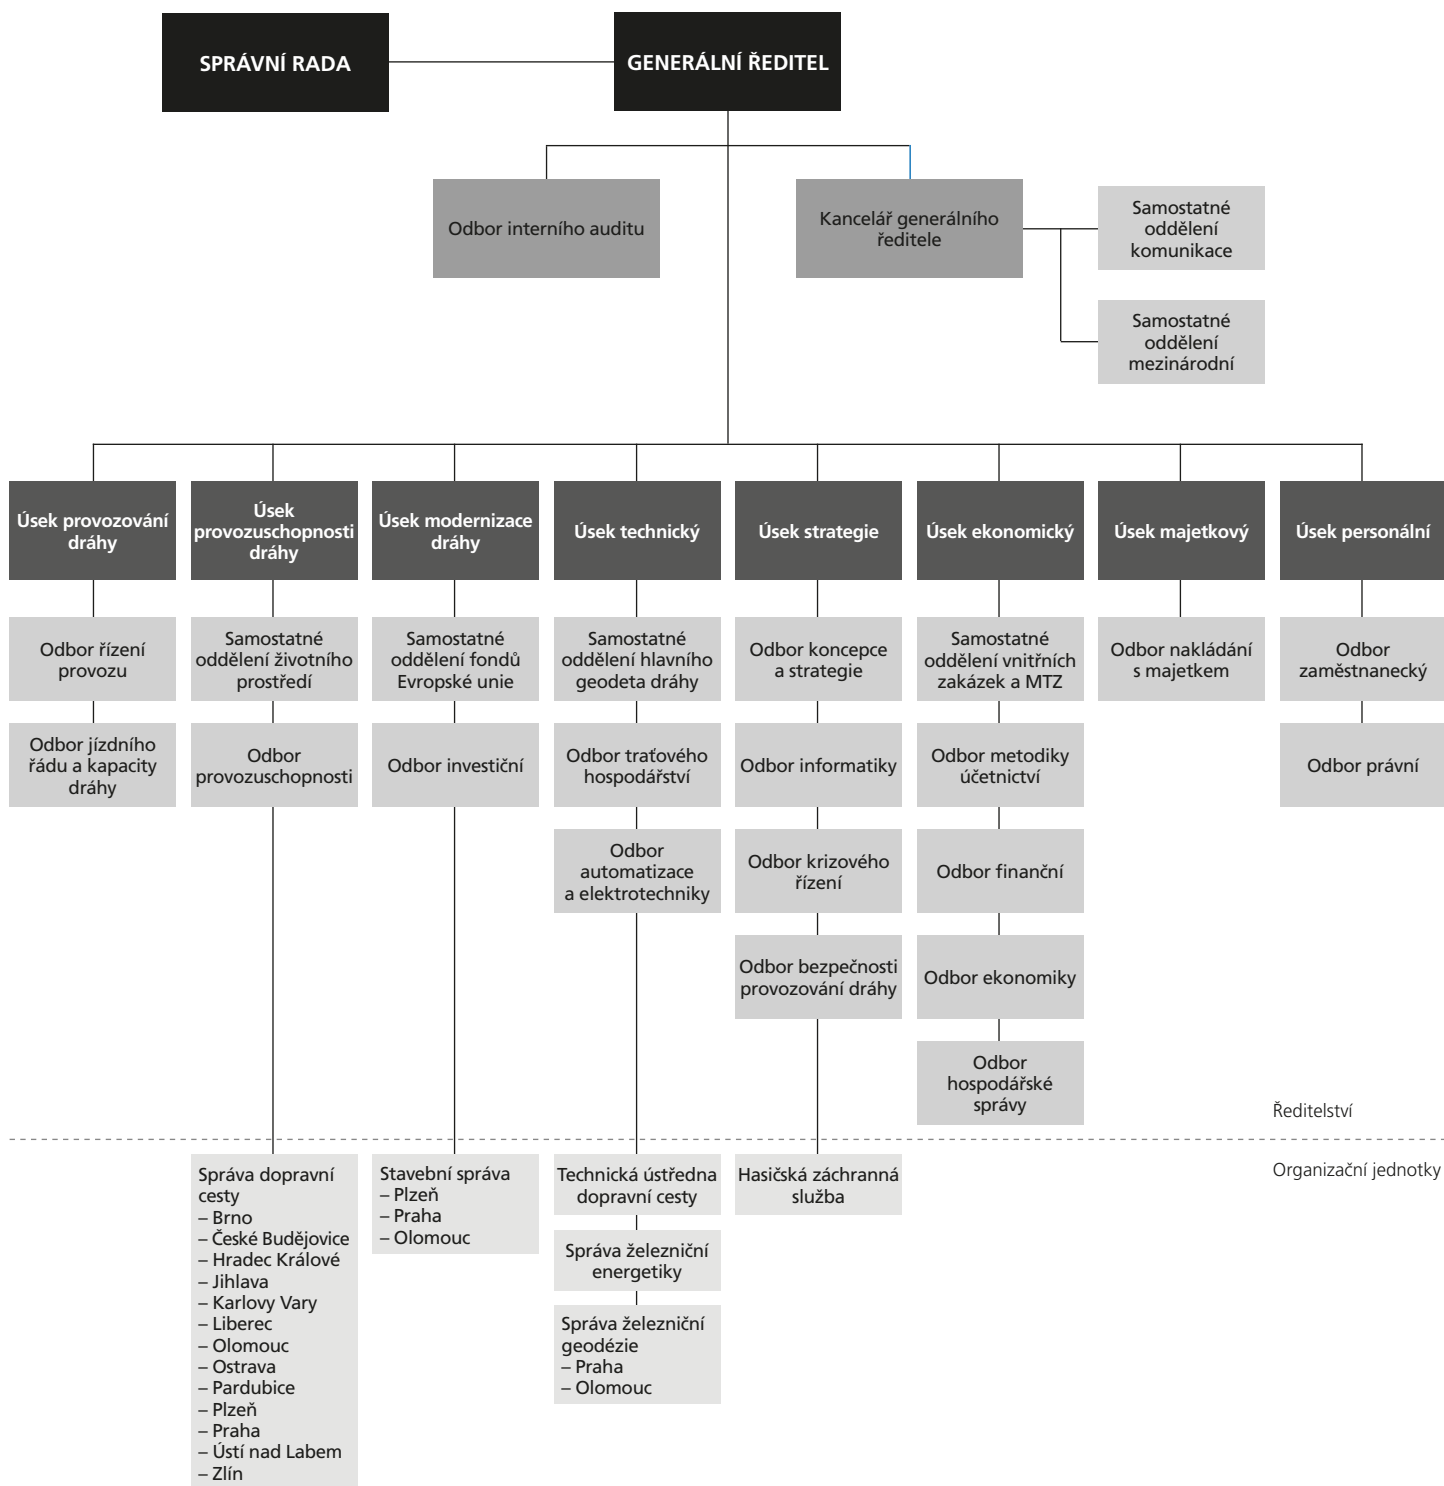 SPRÁVNÍ RADA
GENERÁLNÍ ŘEDITEL
Odbor interního auditu
Kancelář generálního
ředitele
Samostatné
oddělení
komunikace
Samostatné
oddělení
mezinárodní
Úsek provozování
dráhy
Úsek
provozuschopnosti
dráhy
Úsek modernizace
dráhy
Úsek technický
Úsek strategie
Úsek ekonomický
Úsek majetkový
Úsek personální
Odbor řízení
provozu
Samostatné
oddělení životního
prostředí
Samostatné
oddělení fondů
Evropské unie
Samostatné
oddělení hlavního
geodeta dráhy
Odbor koncepce
a strategie
Samostatné
oddělení vnitřních
zakázek a MTZ
Odbor nakládání
s majetkem
Odbor
zaměstnanecký
Odbor jízdního
řádu a kapacity
dráhy
Odbor
provozuschopnosti
Odbor investiční
Odbor traťového
hospodářství
Odbor informatiky
Odbor metodiky
účetnictví
Odbor právní
Odbor
automatizace
a elektrotechniky
Odbor krizového
řízení
Odbor finanční
Odbor bezpečnosti
provozování dráhy
Odbor ekonomiky
Odbor
hospodářské
správy
Ředitelství
Organizační jednotky
Správa dopravní
cesty
– Brno
– České Budějovice
– Hradec Králové
– Jihlava
– Karlovy Vary
– Liberec
– Olomouc
– Ostrava
– Pardubice
– Plzeň
– Praha
– Ústí nad Labem
– Zlín
Stavební správa
– Plzeň
– Praha
– Olomouc
Technická ústředna
dopravní cesty
Správa železniční
energetiky
Správa železniční
geodézie
– Praha
– Olomouc
Hasičská záchranná
služba